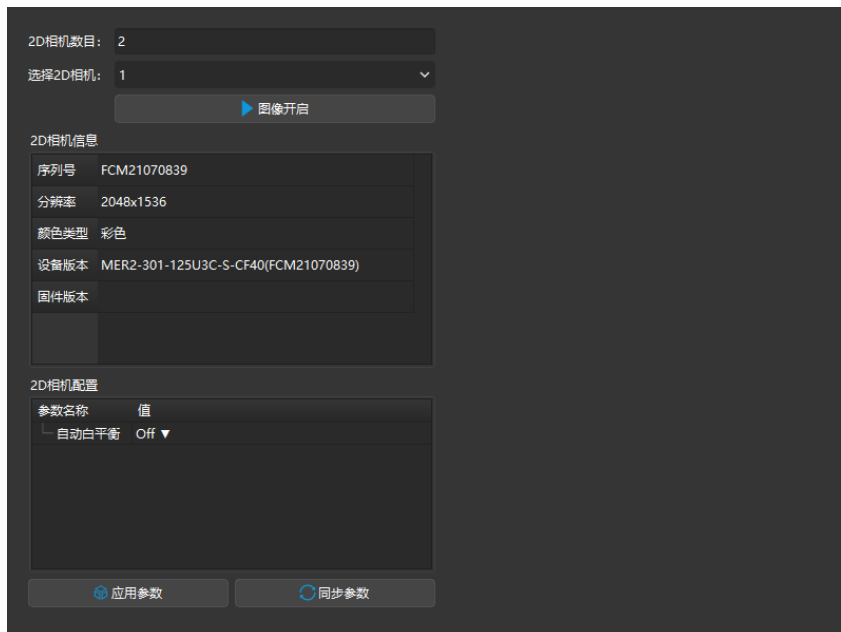 2D相机数目： 2
选择2D相机： 1
图像开启
2D相机信息
序列号 FCM21070839
分辨率 2048x1536
颜色类型 彩色
设备版本 MER2-301-125U3C-S-CF40(FCM21070839)
固件版本
2D相机配置
参数名称 值
自动白平衡 Off ▼
应用参数 同步参数